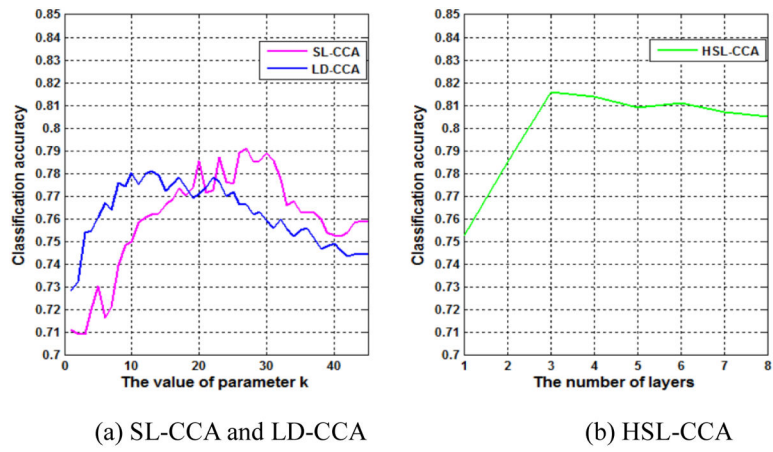 0.85
0.84
0.83
0.82
0.81
0.8
0.79
0.78
0.77
0.76
0.75
0.74
0.73
0.72
0.71
0.7
Classification accuracy
SL-CCA
LD-CCA
0 10 20 30 40
The value of parameter k
(a) SL-CCA and LD-CCA
0.85
0.84
0.83
0.82
0.81
0.8
0.79
0.78
0.77
0.76
0.75
0.74
0.73
0.72
0.71
0.7
Classification accuracy
HSL-CCA
1 2 3 4 5 6 7 8
The number of layers
(b) HSL-CCA